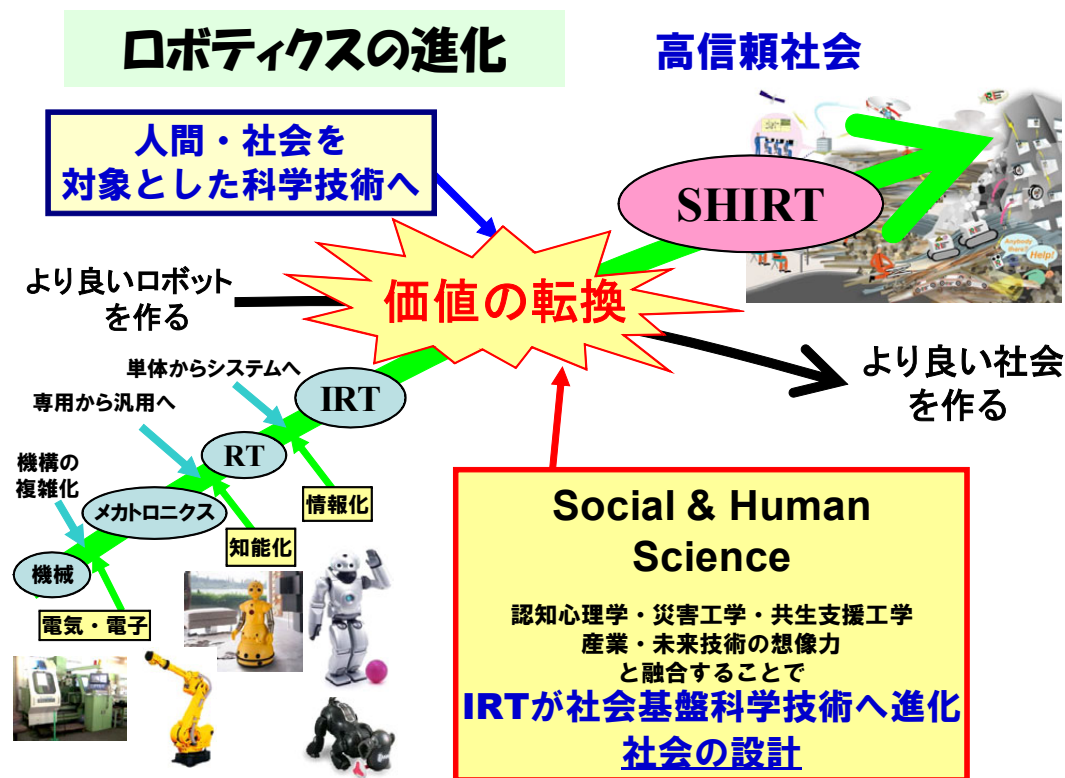 ロボティクスの進化
高信頼社会
人間・社会を
対象とした科学技術へ
SHIRT
Anybody
there?
Help!
より良いロボット
を作る
価値の転換
より良い社会
を作る
単体からシステムへ
専用から汎用へ
機構の
複雑化
IRT
RT
メカトロニクス
機械
情報化
知能化
電気・電子
Social & Human
Science
認知心理学・災害工学・共生支援工学
産業・未来技術の想像力
と融合することで
IRTが社会基盤科学技術へ進化
社会の設計